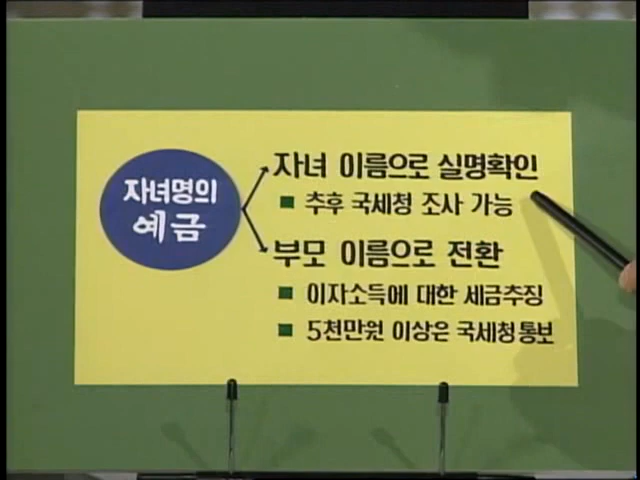 자녀명의
예금
자녀 이름으로 실명확인
추후 국세청 조사 가능
부모 이름으로 전환
이자소득에 대한 세금추징
5천만원 이상은 국세청 통보